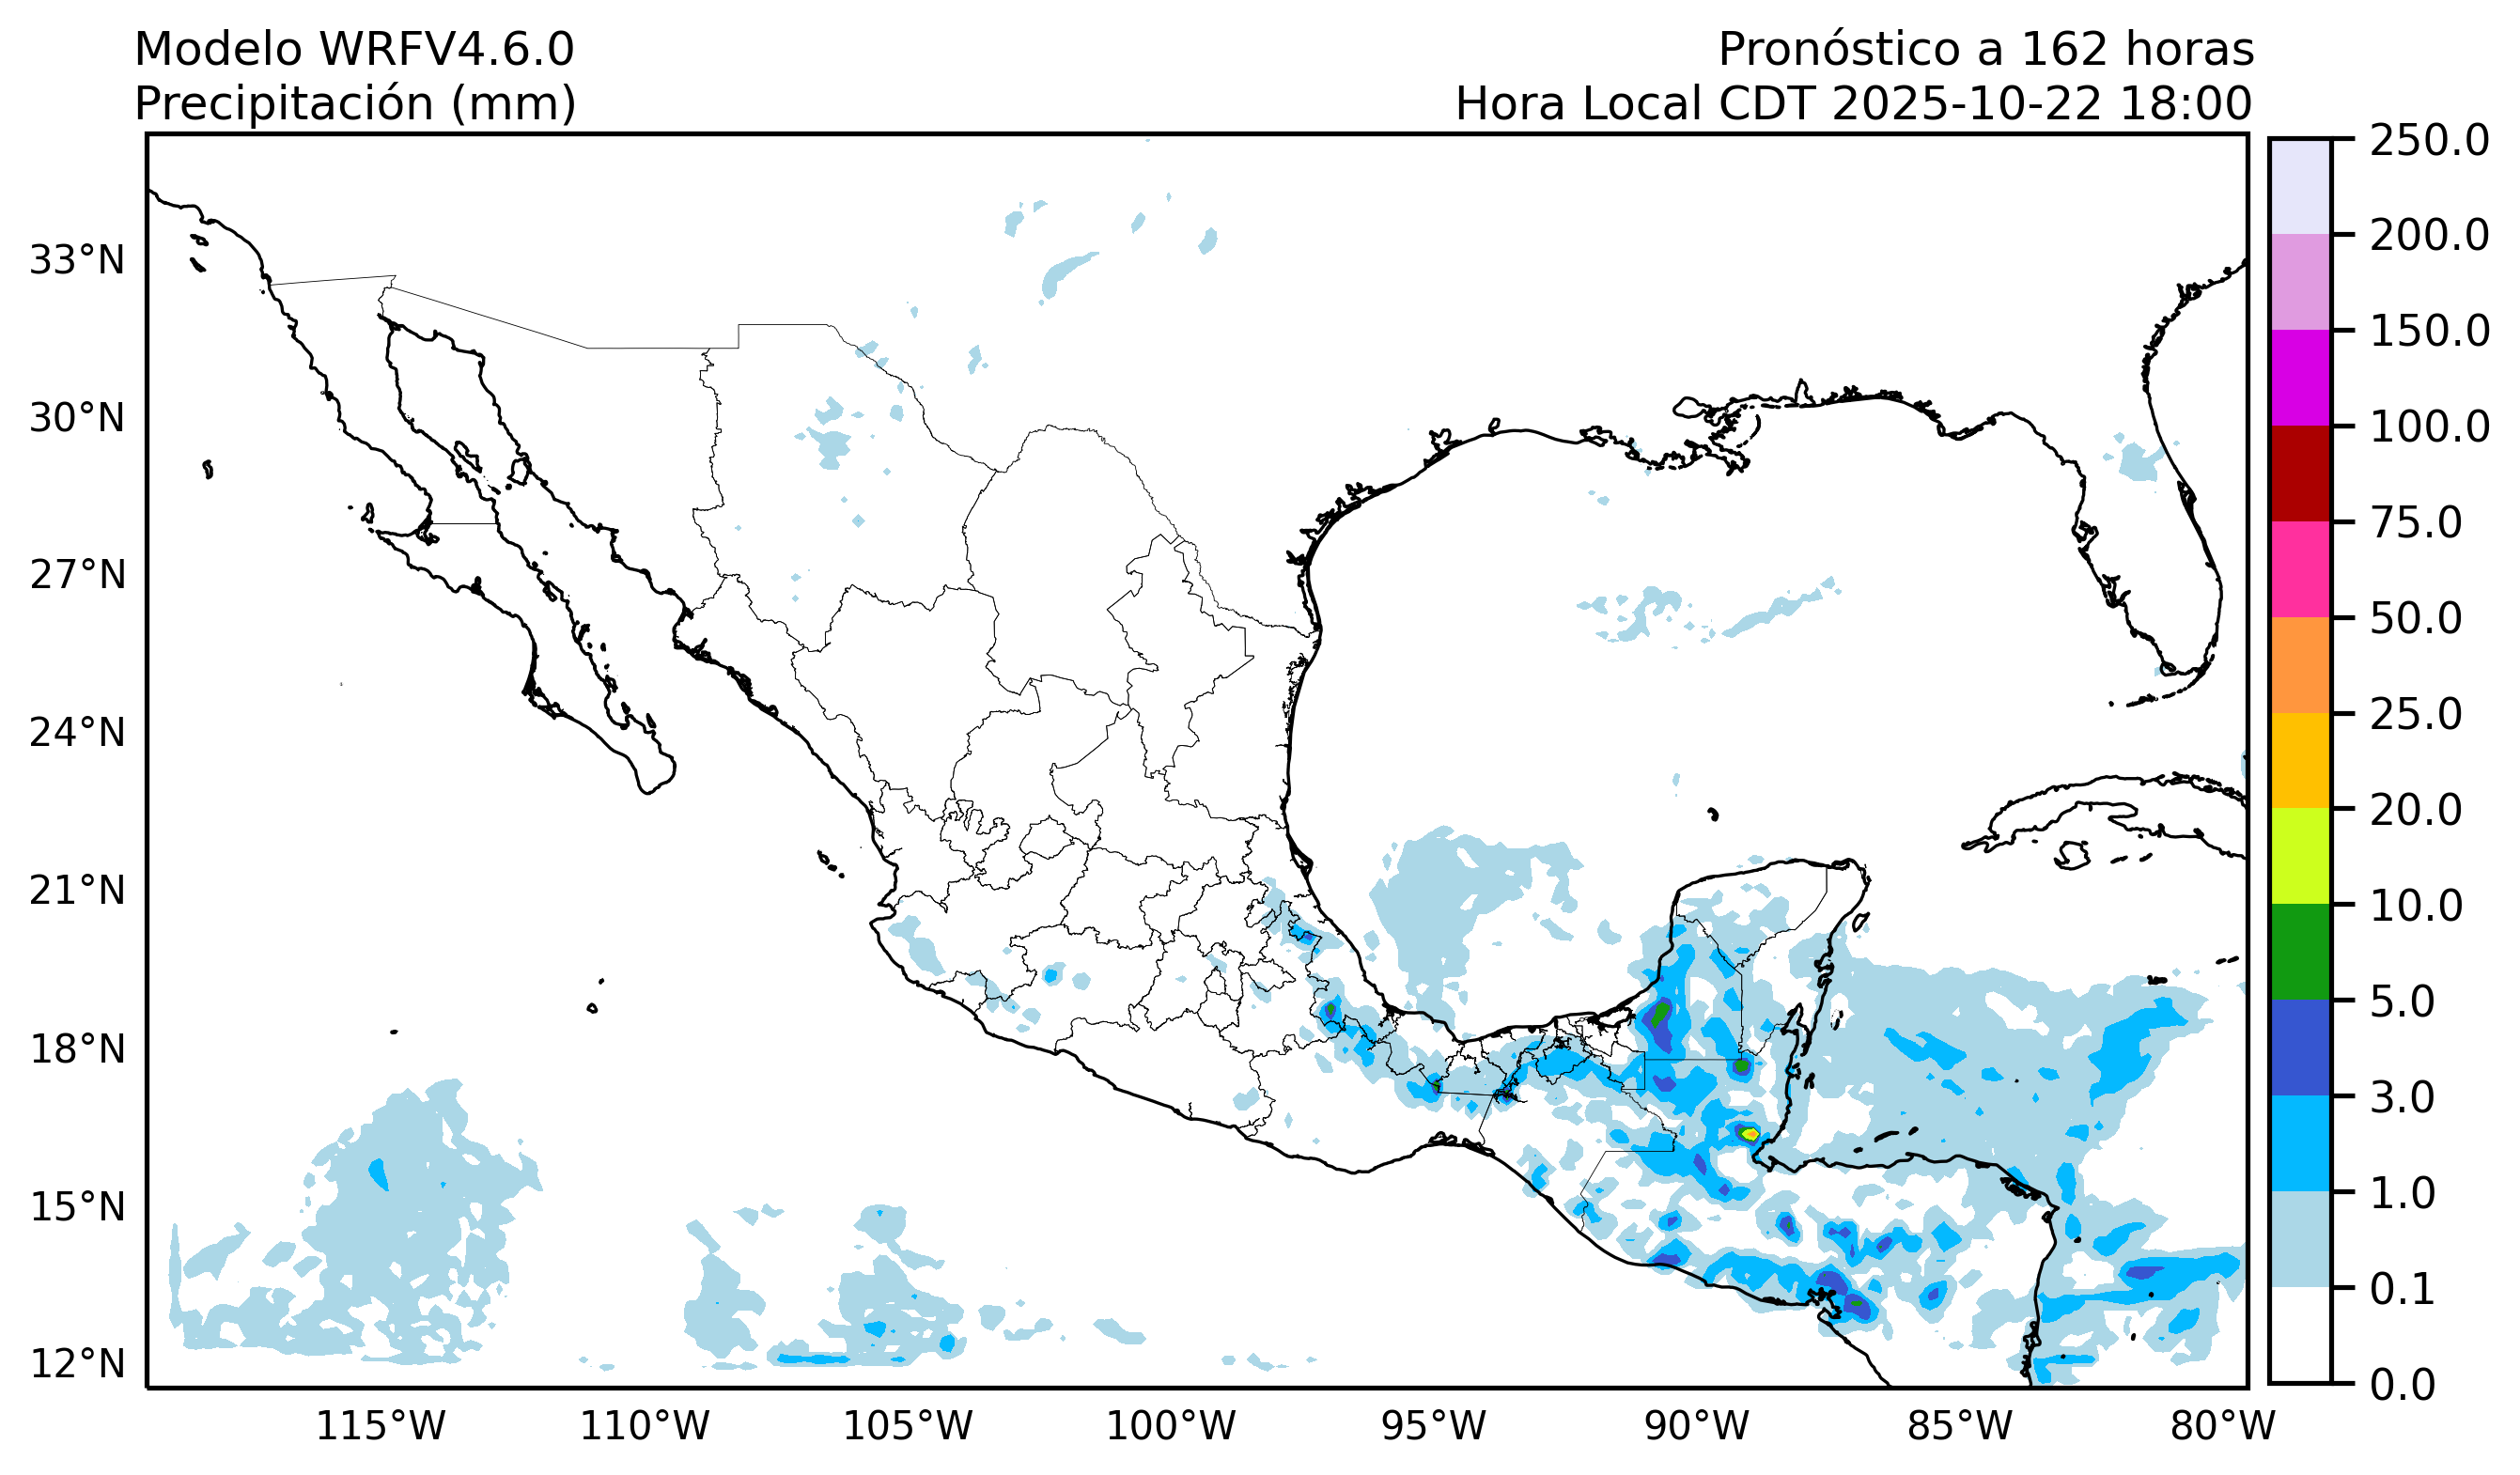 Modelo WRFV4.6.0
Precipitación (mm)
Pronóstico a 162 horas
Hora Local CDT 2025-10-22 18:00
33°N
30°N
27°N
24°N
21°N
18°N
15°N
12°N
115°W
110°W
105°W
100°W
95°W
90°W
85°W
80°W
250.0
200.0
150.0
100.0
75.0
50.0
25.0
20.0
10.0
5.0
3.0
1.0
0.1
0.0